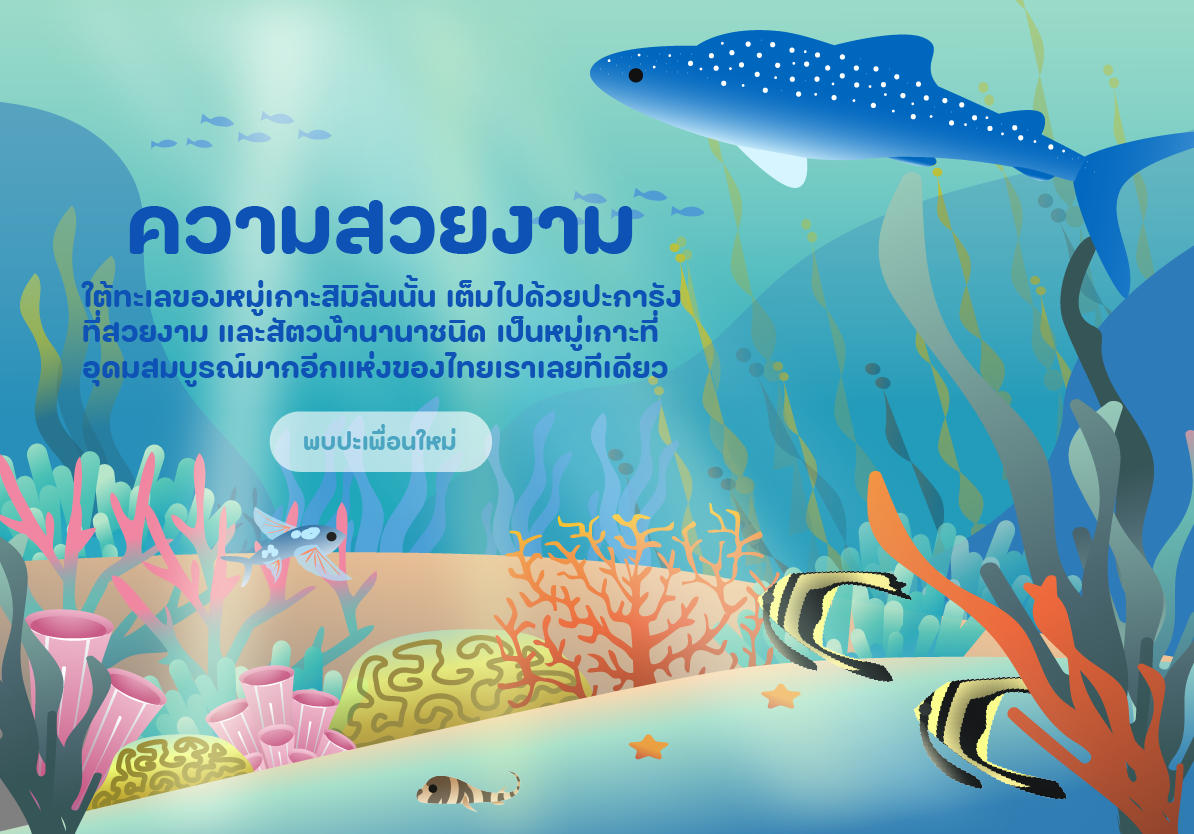 ความสวยงาม
ใต้ทะเลของหมู่เกาะสิมิลันนั้น เต็มไปด้วยปะการัง
ที่สวยงาม และสัตวน้ำนานาชนิด เป็นหมู่เกาะที่
อุดมสมบูรณ์มากอีกแห่งของไทยเราเลยทีเดียว
พบปะเพื่อนใหม่